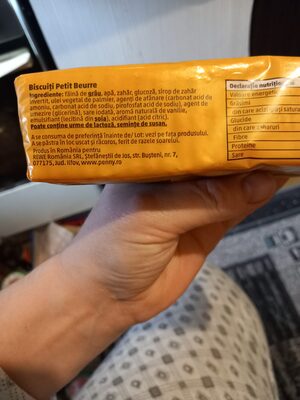 Biscuiți Petit Beurre
Ingrediente: făină de grâu, apă, zahăr, glucoză, sirop de zahăr
invertit, ulei vegetal de palmier, agenți de afânare (carbonat acid de
amoniu, carbonat acid de sodiu, pirofosfat acid de sodiu), agent de
umezire (glicerină), sare iodată, aromă naturală de vanilie,
emulsifiant (lecitină din soia), acidifiant (acid citric).
Poate conține urme de lactoză, semințe de susan.
A se consuma de preferință înainte de / Lot: vezi pe fața produsului.
A se păstra în loc uscat și răcoros, ferit de razele soarelui.
Produs în România pentru
REWE România SRL, Ștefăneștii de Jos, str. Bușteni, nr. 7,
077175, Jud. Ilfov, www.penny.ro
Declarația nutrițion
Valoare energetic
Grăsimi
din care acizi grași satura
Glucide
din care zaharuri
Fibre
Proteine
Sare